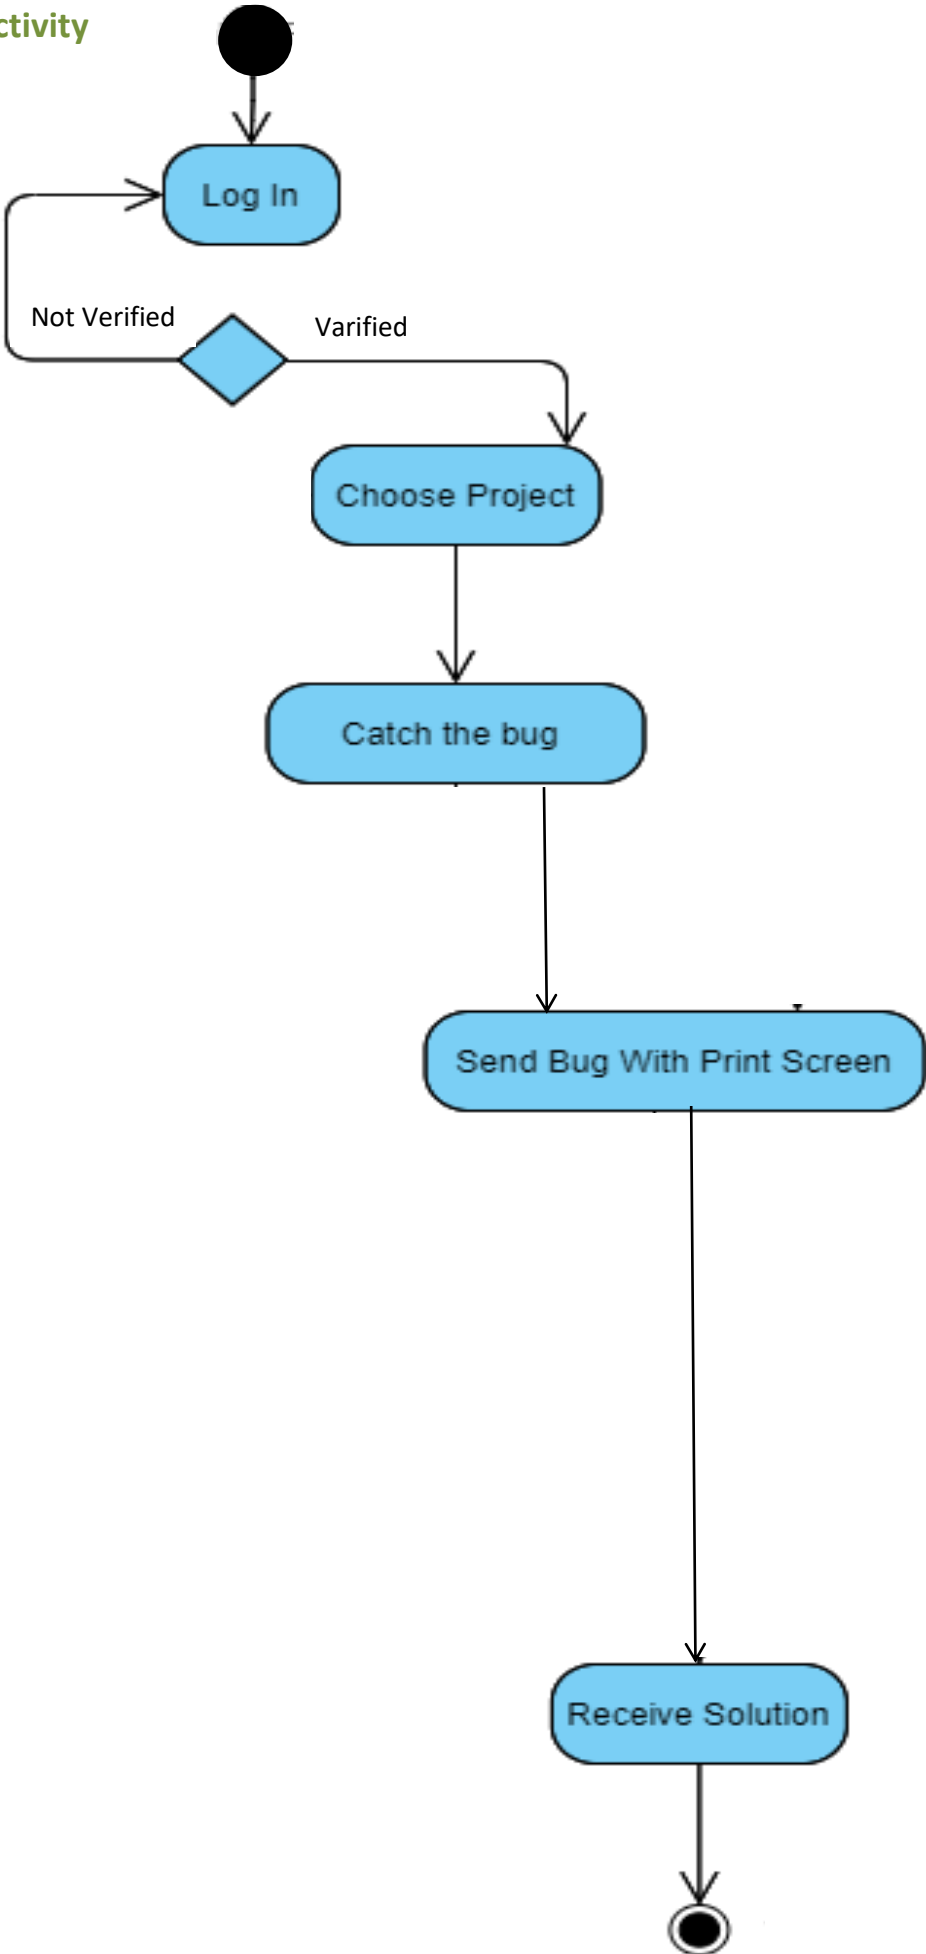 ctivity
Log In
Not Verified
Varified
Choose Project
Catch the bug
Send Bug With Print Screen
Receive Solution